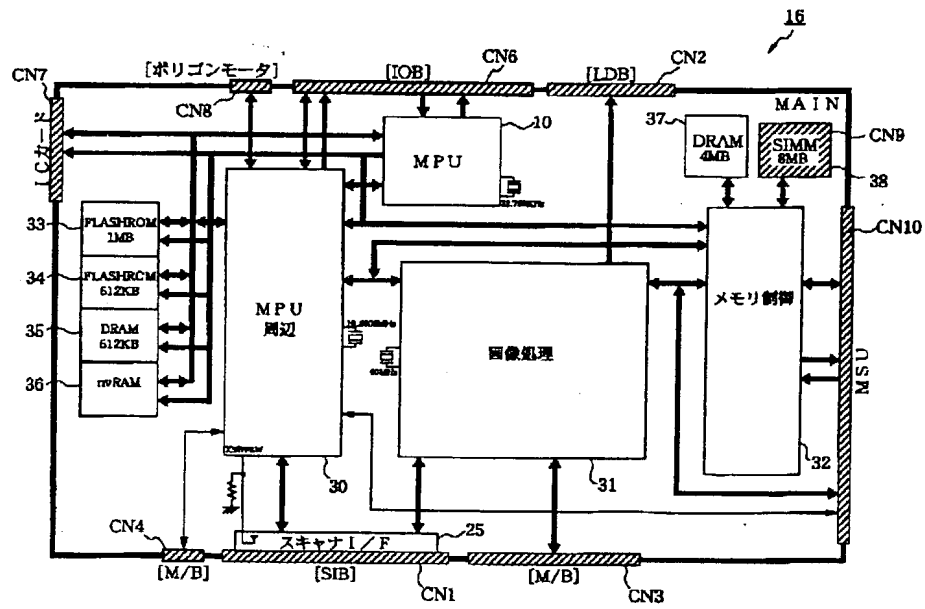 16
CN7
[ポリゴンモータ]
CN8
[IOB]
CN6
[LDB]
CN2
MAIN
ICカード
10
MPU
37
DRAM
4MB
CN9
SIMM
8MB
38
33
FLASHROM
1MB
34
FLASHROM
512KB
35
DRAM
512KB
36
nvRAM
MPU
周辺
30
画像処理
31
メモリ制御
32
CN10
MSU
25
スキャナI/F
CN4
[M/B]
[SIB]
CN1
[M/B]
CN3